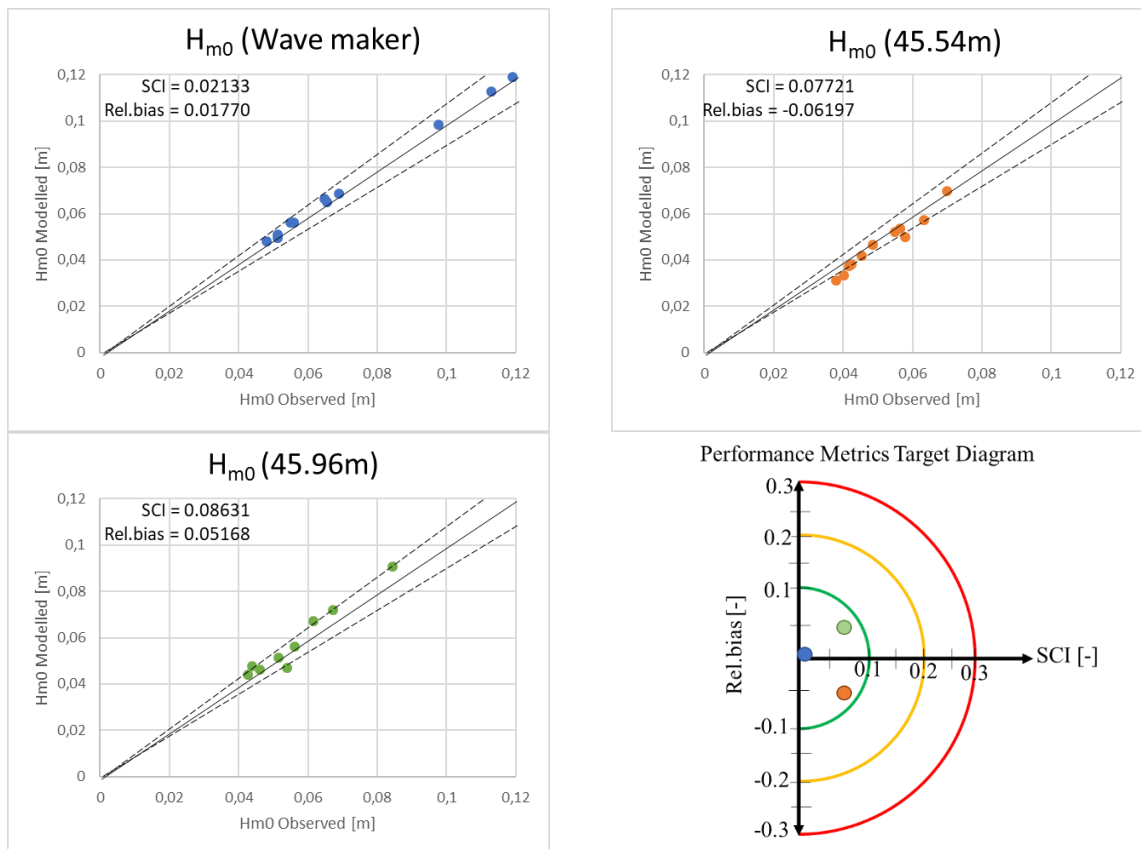 H_m0 (Wave maker)
SCI = 0.02133
Rel.bias = 0.01770
0,12
0,1
0,08
0,06
0,04
0,02
0
Hm0 Modelled [m]
0 0,02 0,04 0,06 0,08 0,1 0,12
Hm0 Observed [m]
H_m0 (45.54m)
SCI = 0.07721
Rel.bias = -0.06197
0,12
0,1
0,08
0,06
0,04
0,02
0
Hm0 Modelled [m]
0 0,02 0,04 0,06 0,08 0,1 0,12
Hm0 Observed [m]
H_m0 (45.96m)
SCI = 0.08631
Rel.bias = 0.05168
0,12
0,1
0,08
0,06
0,04
0,02
0
Hm0 Modelled [m]
0 0,02 0,04 0,06 0,08 0,1 0,12
Hm0 Observed [m]
Performance Metrics Target Diagram
0.3
0.2
0.1
Rel.bias [-]
0.1 0.2 0.3
SCI [-]
-0.1
-0.2
-0.3